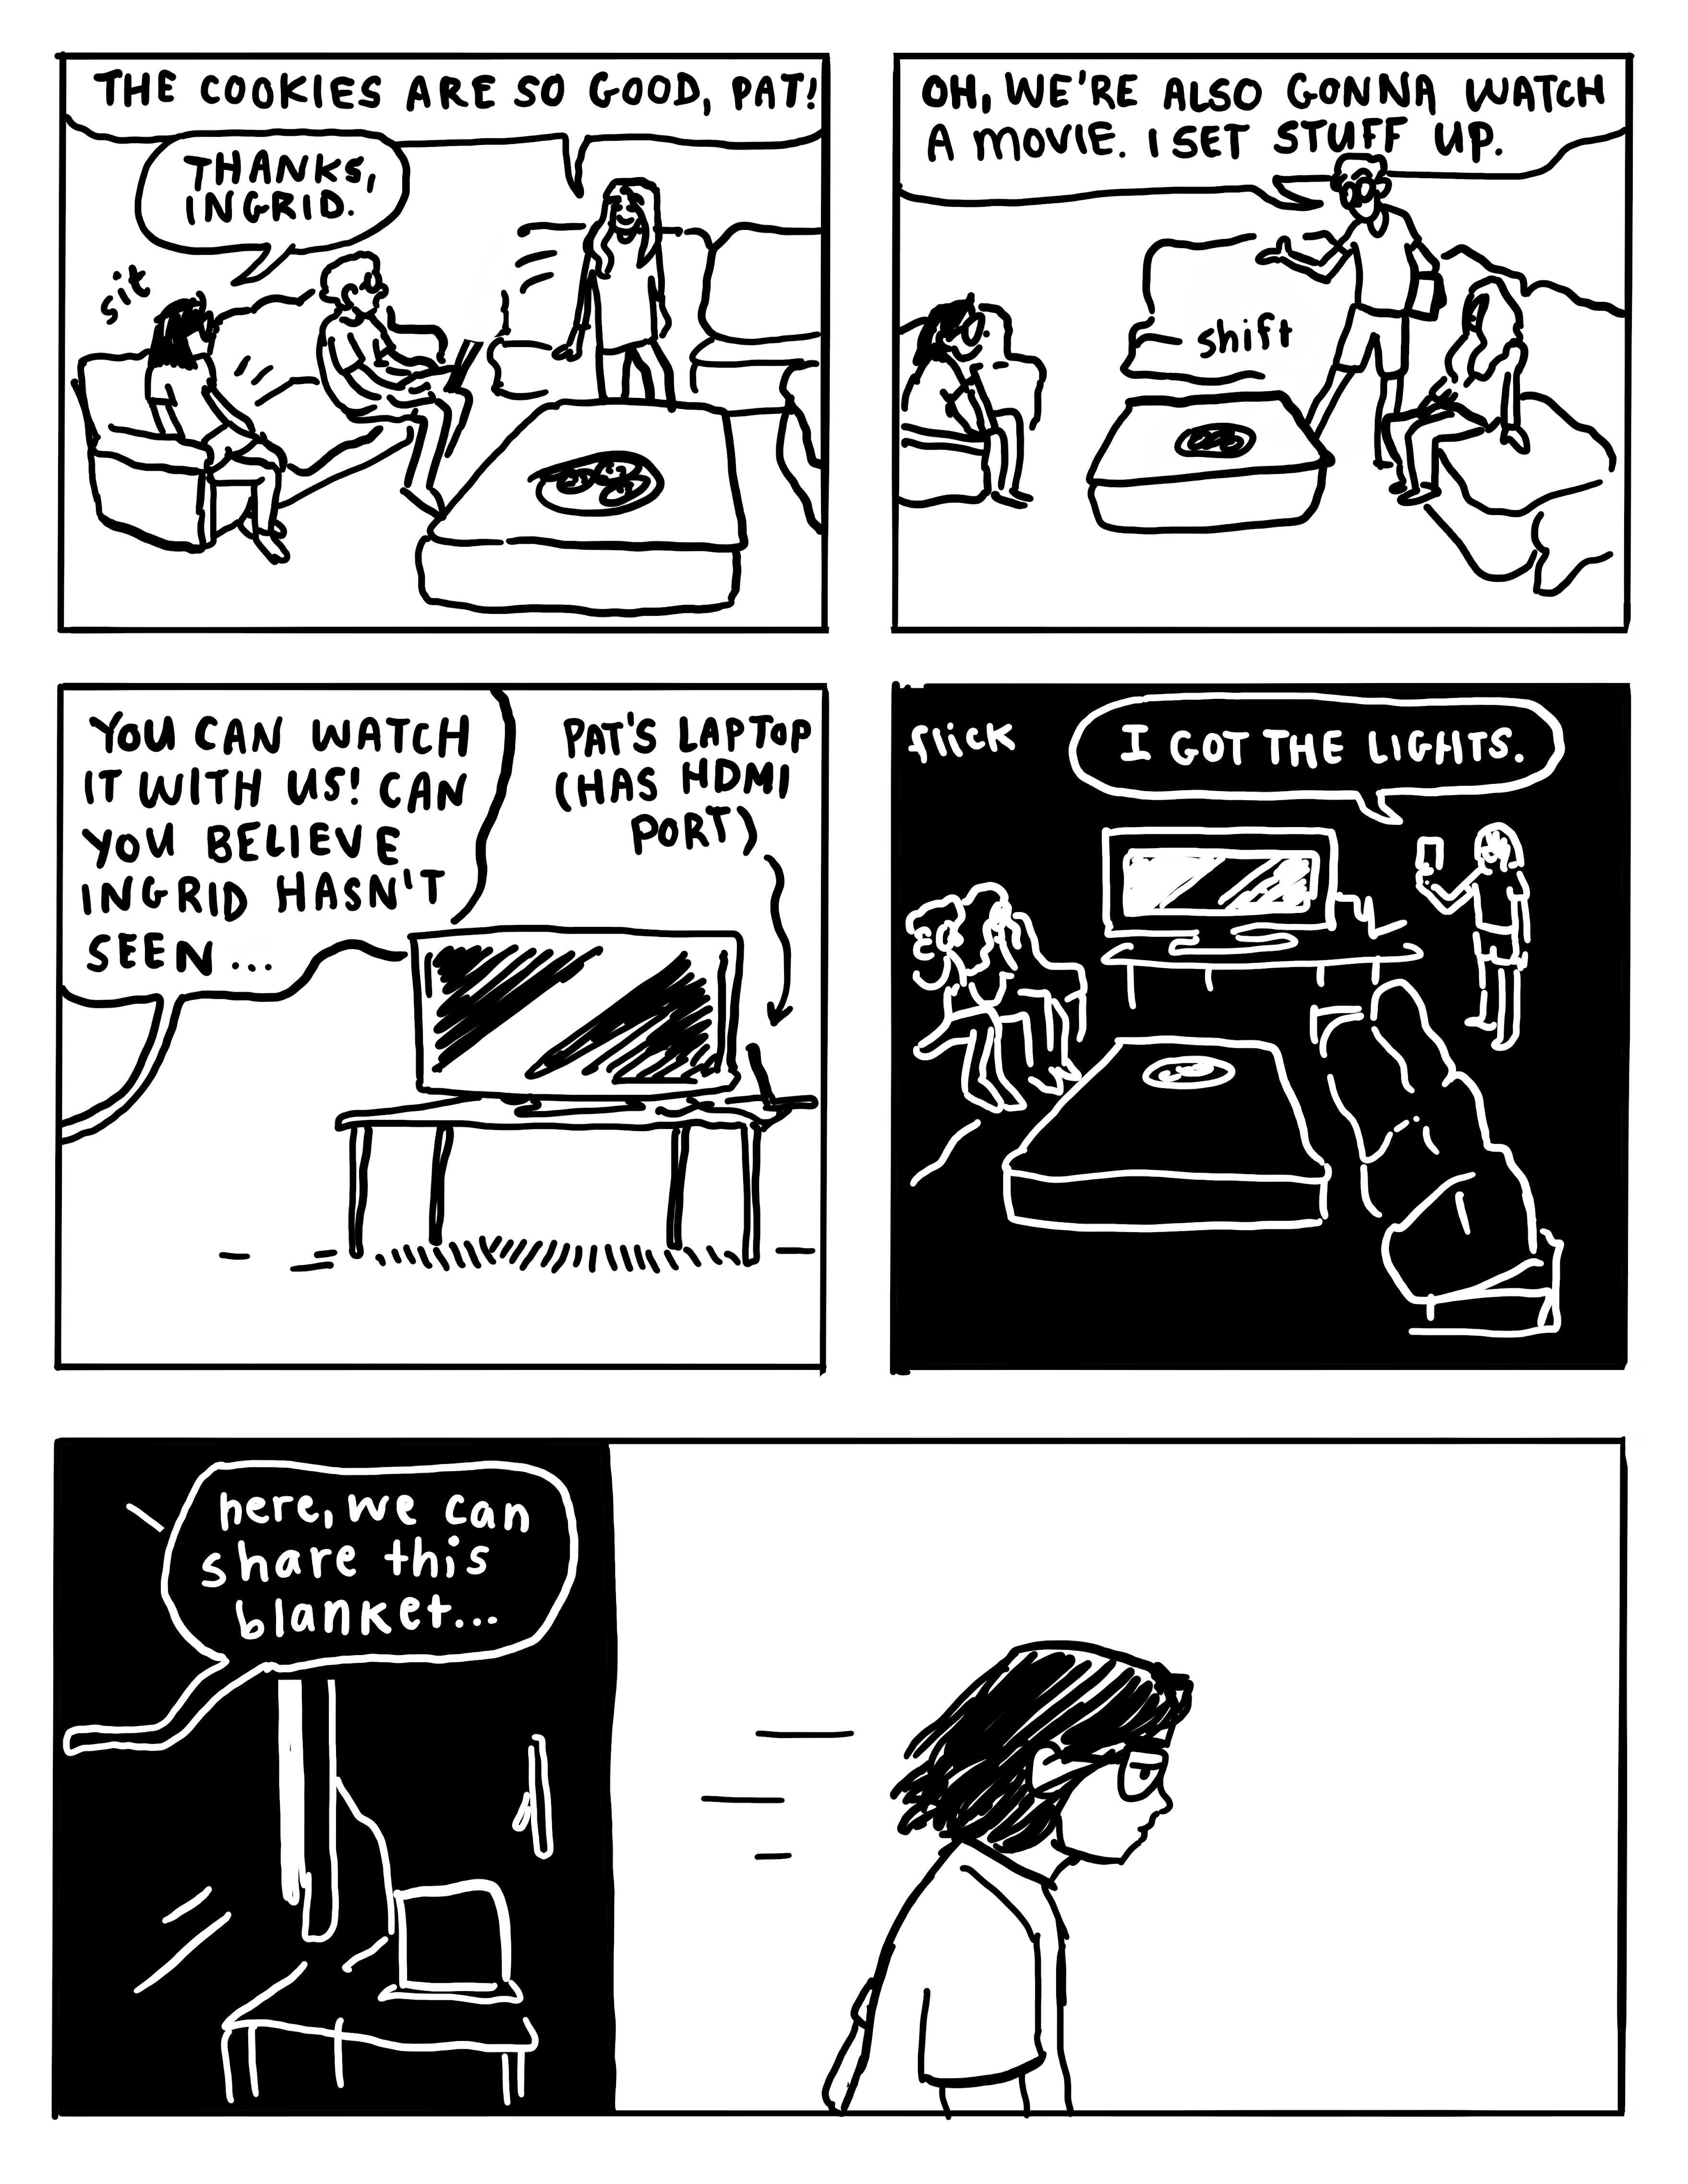 THE COOKIES ARE SO GOOD, PAT!
THANKS,
INGRID.
sit
OH, WE'RE ALSO GONNA WATCH
A MOVIE. I SET STUFF UP.
shift
YOU CAN WATCH
IT WITH US! CAN
YOU BELIEVE
INGRID HASN'T
SEEN...
PAT'S LAPTOP
(HAS HDMI
PORT)
flick
I GOT THE LIGHTS.
here, we can
share this
blanket...